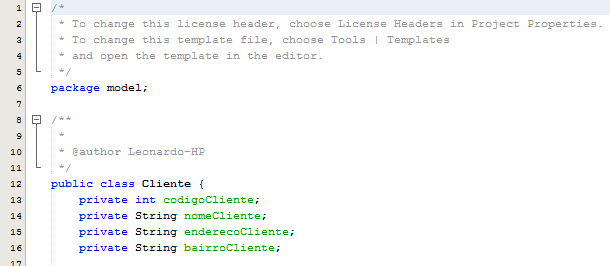 1 /*
2  * To change this license header, choose License Headers in Project Properties.
3  * To change this template file, choose Tools | Templates
4  * and open the template in the editor.
5  */
6 package model;
7
8 /**
9  *
10  * @author Leonardo-HP
11  */
12 public class Cliente {
13     private int codigoCliente;
14     private String nomeCliente;
15     private String enderecoCliente;
16     private String bairroCliente;
17